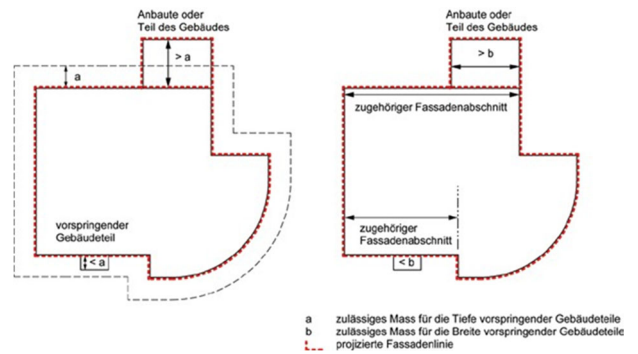 Anbaute oder
Teil des Gebäudes
> a
a
vorspringender
Gebäudeteil
< a
Anbaute oder
Teil des Gebäudes
> b
zugehöriger Fassadenabschnitt
zugehöriger
Fassadenabschnitt
< b
a zulässiges Mass für die Tiefe vorspringender Gebäudeteile
b zulässiges Mass für die Breite vorspringender Gebäudeteile
projizierte Fassadenlinie